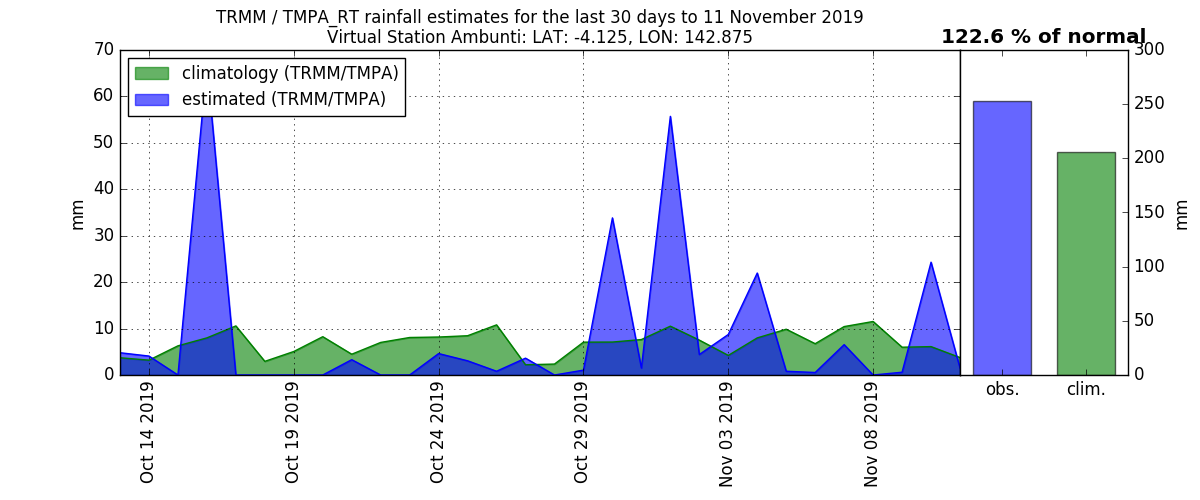 TRMM / TMPA_RT rainfall estimates for the last 30 days to 11 November 2019
Virtual Station Ambunti: LAT: -4.125, LON: 142.875
122.6 % of normal
climatology (TRMM/TMPA)
estimated (TRMM/TMPA)
70
60
50
40
30
20
10
0
mm
Oct 14 2019
Oct 19 2019
Oct 24 2019
Oct 29 2019
Nov 03 2019
Nov 08 2019
300
250
200
150
100
50
0
mm
obs.
clim.